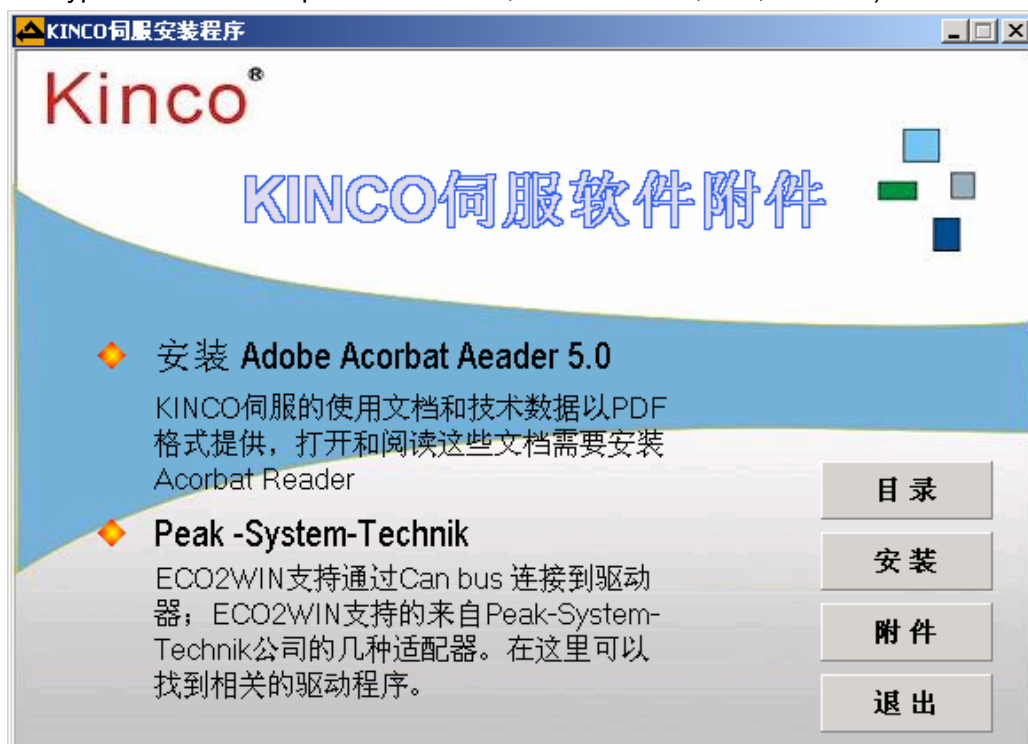 KINCO伺服安装程序
Kinco®
KINCO伺服软件附件
安装 Adobe Acorbat Aeader 5.0
KINCO伺服的使用文档和技术数据以PDF
格式提供，打开和阅读这些文档需要安装
Acorbat Reader
Peak -System-Technik
ECO2WIN支持通过Can bus 连接到驱动
器；ECO2WIN支持的来自Peak-System-
Technik公司的几种适配器。在这里可以
找到相关的驱动程序。
目录
安装
附件
退出